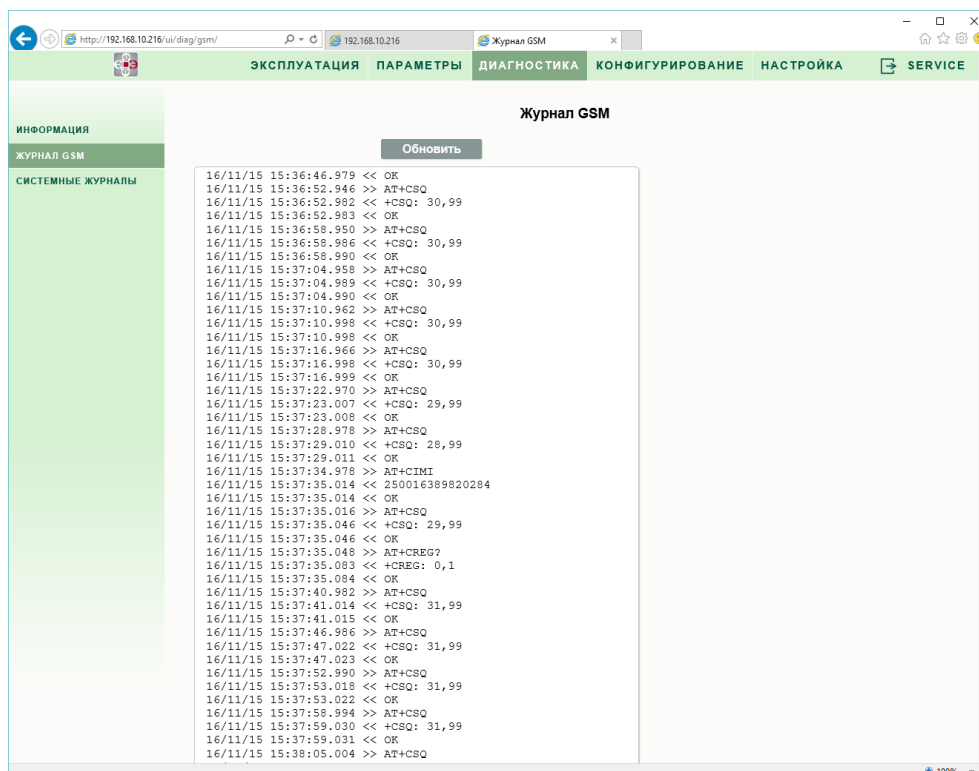 http://192.168.10.216/ui/diag/gsm/
192.168.10.216
Журнал GSM
ЭКСПЛУАТАЦИЯ ПАРАМЕТРЫ ДИАГНОСТИКА КОНФИГУРИРОВАНИЕ НАСТРОЙКА SERVICE
ИНФОРМАЦИЯ
ЖУРНАЛ GSM
СИСТЕМНЫЕ ЖУРНАЛЫ
Журнал GSM
Обновить
16/11/15 15:36:46.979 << OK
16/11/15 15:36:52.946 >> AT+CSQ
16/11/15 15:36:52.982 << +CSQ: 30,99
16/11/15 15:36:52.983 << OK
16/11/15 15:36:58.950 >> AT+CSQ
16/11/15 15:36:58.986 << +CSQ: 30,99
16/11/15 15:36:58.990 << OK
16/11/15 15:37:04.958 >> AT+CSQ
16/11/15 15:37:04.989 << +CSQ: 30,99
16/11/15 15:37:04.990 << OK
16/11/15 15:37:10.962 >> AT+CSQ
16/11/15 15:37:10.998 << +CSQ: 30,99
16/11/15 15:37:10.998 << OK
16/11/15 15:37:16.966 >> AT+CSQ
16/11/15 15:37:16.998 << +CSQ: 30,99
16/11/15 15:37:16.999 << OK
16/11/15 15:37:22.970 >> AT+CSQ
16/11/15 15:37:23.007 << +CSQ: 29,99
16/11/15 15:37:23.008 << OK
16/11/15 15:37:28.978 >> AT+CSQ
16/11/15 15:37:29.010 << +CSQ: 28,99
16/11/15 15:37:29.011 << OK
16/11/15 15:37:34.978 >> AT+CIMI
16/11/15 15:37:35.014 << 250016389820284
16/11/15 15:37:35.014 << OK
16/11/15 15:37:35.016 >> AT+CSQ
16/11/15 15:37:35.046 << +CSQ: 29,99
16/11/15 15:37:35.046 << OK
16/11/15 15:37:35.048 >> AT+CREG?
16/11/15 15:37:35.083 << +CREG: 0,1
16/11/15 15:37:35.084 << OK
16/11/15 15:37:40.982 >> AT+CSQ
16/11/15 15:37:41.014 << +CSQ: 31,99
16/11/15 15:37:41.015 << OK
16/11/15 15:37:46.986 >> AT+CSQ
16/11/15 15:37:47.022 << +CSQ: 31,99
16/11/15 15:37:47.023 << OK
16/11/15 15:37:52.990 >> AT+CSQ
16/11/15 15:37:53.018 << +CSQ: 31,99
16/11/15 15:37:53.022 << OK
16/11/15 15:37:58.994 >> AT+CSQ
16/11/15 15:37:59.030 << +CSQ: 31,99
16/11/15 15:37:59.031 << OK
16/11/15 15:38:05.004 >> AT+CSQ